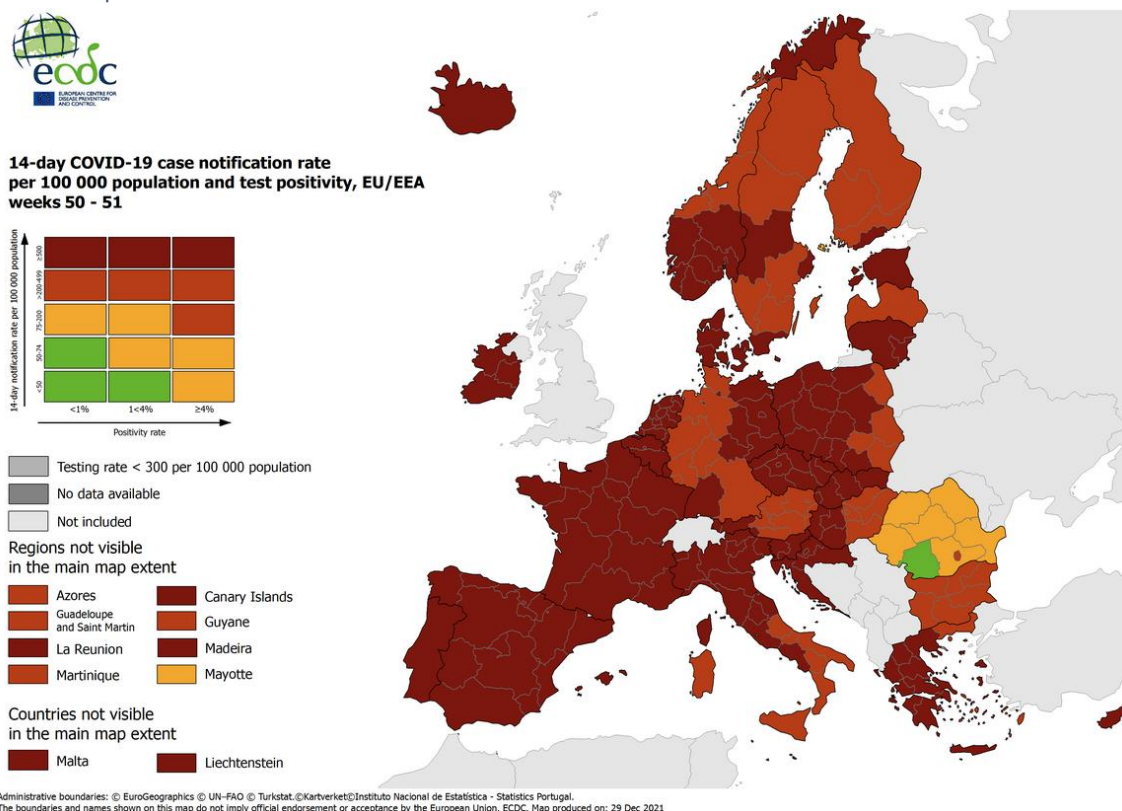 ecdc
EUROPEAN CENTRE FOR
DISEASE PREVENTION
AND CONTROL
14-day COVID-19 case notification rate
per 100 000 population and test positivity, EU/EEA
weeks 50 - 51
14-day notification rate per 100 000 population
≥500
>200-499
75-200
50-74
<50
<1%
1<4%
≥4%
Positivity rate
Testing rate < 300 per 100 000 population
No data available
Not included
Regions not visible
in the main map extent
Azores
Canary Islands
Guadeloupe
and Saint Martin
Guyane
La Reunion
Madeira
Martinique
Mayotte
Countries not visible
in the main map extent
Malta
Liechtenstein
Administrative boundaries: © EuroGeographics © UN–FAO © Turkstat.©Kartverket©Instituto Nacional de Estatística - Statistics Portugal.
The boundaries and names shown on this map do not imply official endorsement or acceptance by the European Union. ECDC. Map produced on: 29 Dec 2021